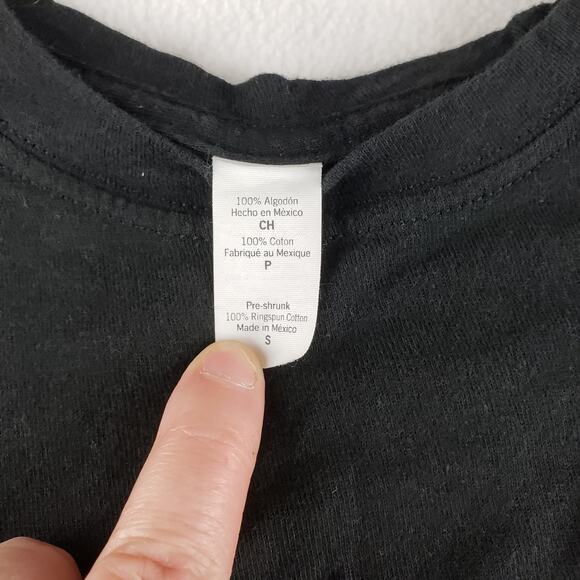 100% Algodón
Hecho en México
CH
100% Coton
Fabriqué au Mexique
P
Pre-shrunk
100% Ringspun Cotton
Made in México
S